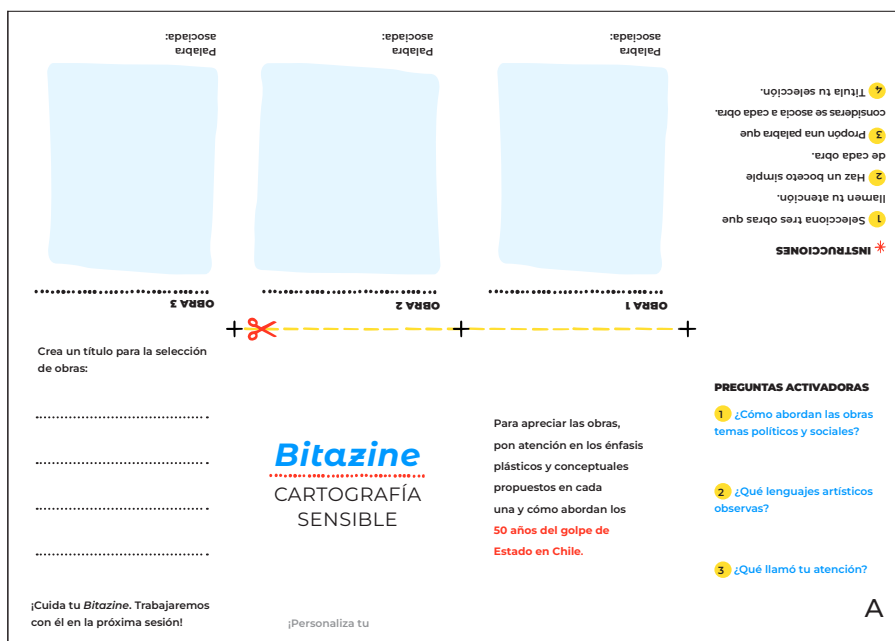 INSTRUCCIONES
1 Selecciona tres obras que
llamen tu atención.
2 Haz un boceto simple
de cada obra.
3 Propón una palabra que
consideras se asocia a cada obra.
4 Titula tu selección.
OBRA 1
Palabra
asociada:
OBRA 2
Palabra
asociada:
OBRA 3
Palabra
asociada:
Crea un título para la selección
de obras:
¡Cuida tu Bitazine. Trabajaremos
con él en la próxima sesión!
Bitazine
CARTOGRAFÍA
SENSIBLE
¡Personaliza tu
Para apreciar las obras,
pon atención en los énfasis
plásticos y conceptuales
propuestos en cada
una y cómo abordan los
50 años del golpe de
Estado en Chile.
PREGUNTAS ACTIVADORAS
1 ¿Cómo abordan las obras
temas políticos y sociales?
2 ¿Qué lenguajes artísticos
observas?
3 ¿Qué llamó tu atención?
A